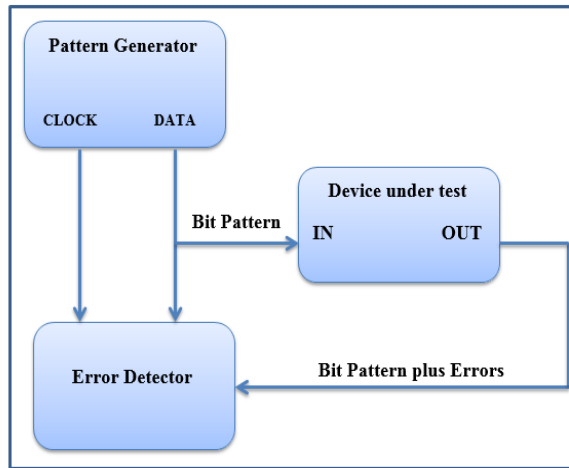 Pattern Generator
CLOCK DATA
Device under test
Bit Pattern
IN OUT
Error Detector
Bit Pattern plus Errors